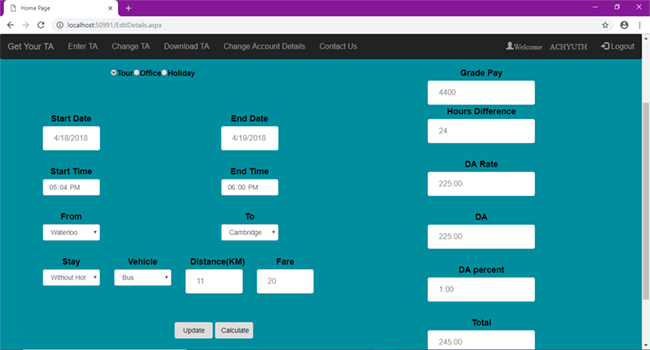 Home Page
localhost:50991/EditDetails.aspx
Get Your TA Enter TA Change TA Download TA Change Account Details Contact Us Welcome ACHYUTH Logout
Tour Office Holiday
Grade Pay
4400
Hours Difference
24
Start Date End Date
4/18/2018 4/19/2018
Start Time End Time
05:04 PM 06:00 PM
DA Rate
225.00
From To
Waterloo Cambridge
DA
225.00
Stay Vehicle Distance(KM) Fare
Without Hot Bus 11 20
DA percent
1.00
Update Calculate
Total
245.00